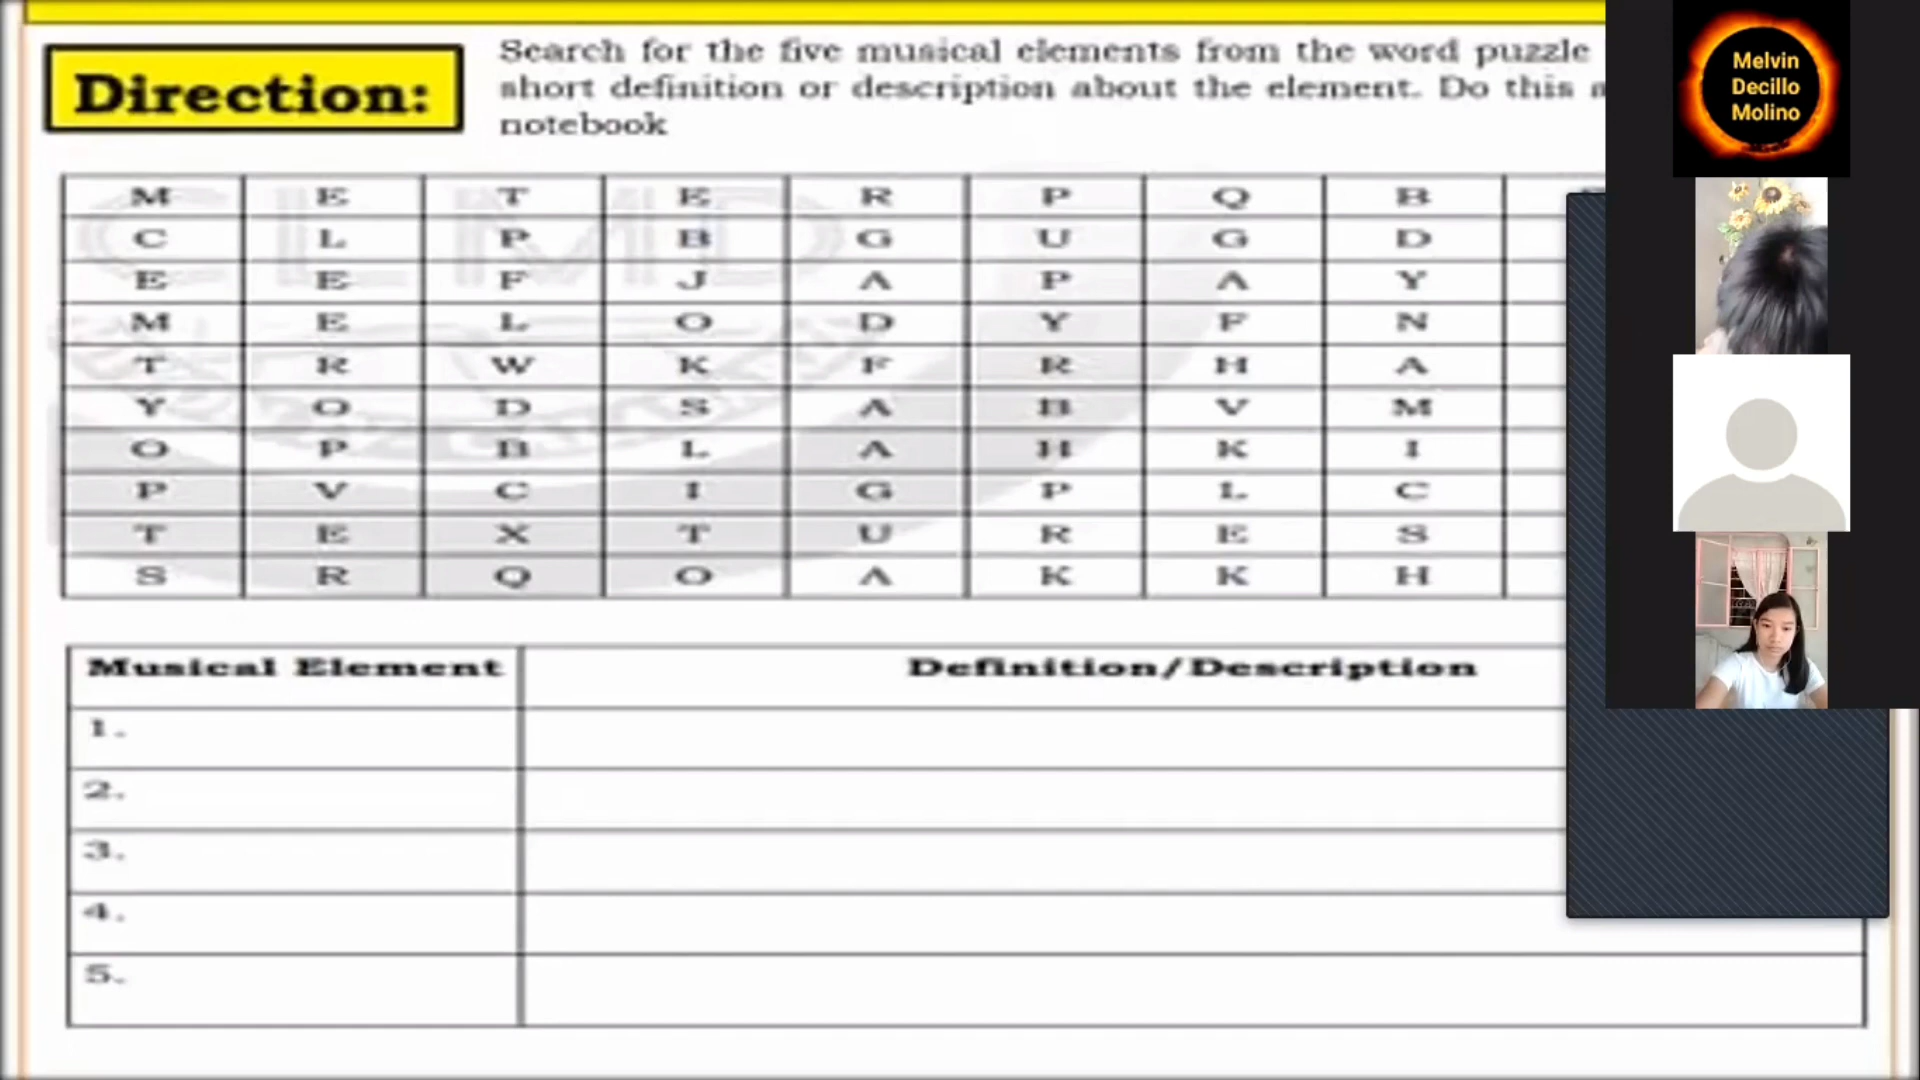 Direction:
Search for the five musical elements from the word puzzle
short definition or description about the element. Do this
notebook
M E T E R P Q B
C L P B G U G D
E E F J A P A Y
M E L O D Y F N
T R W K F R H A
Y O D S A B V M
O P B L A H K I
P V C I G P L C
T E X T U R E S
S R Q O A K K H
Musical Element Definition/Description
1.
2.
3.
4.
5.
Melvin
Decillo
Molino